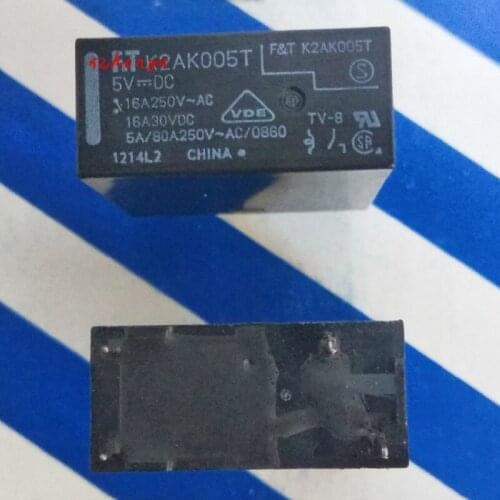 F&T K2AK005T
5V⎓DC
16A250V~AC
16A30VDC
5A/80A250V~AC/0860
1214L2 CHINA
F&T K2AK005T
S
VDE
TV-8